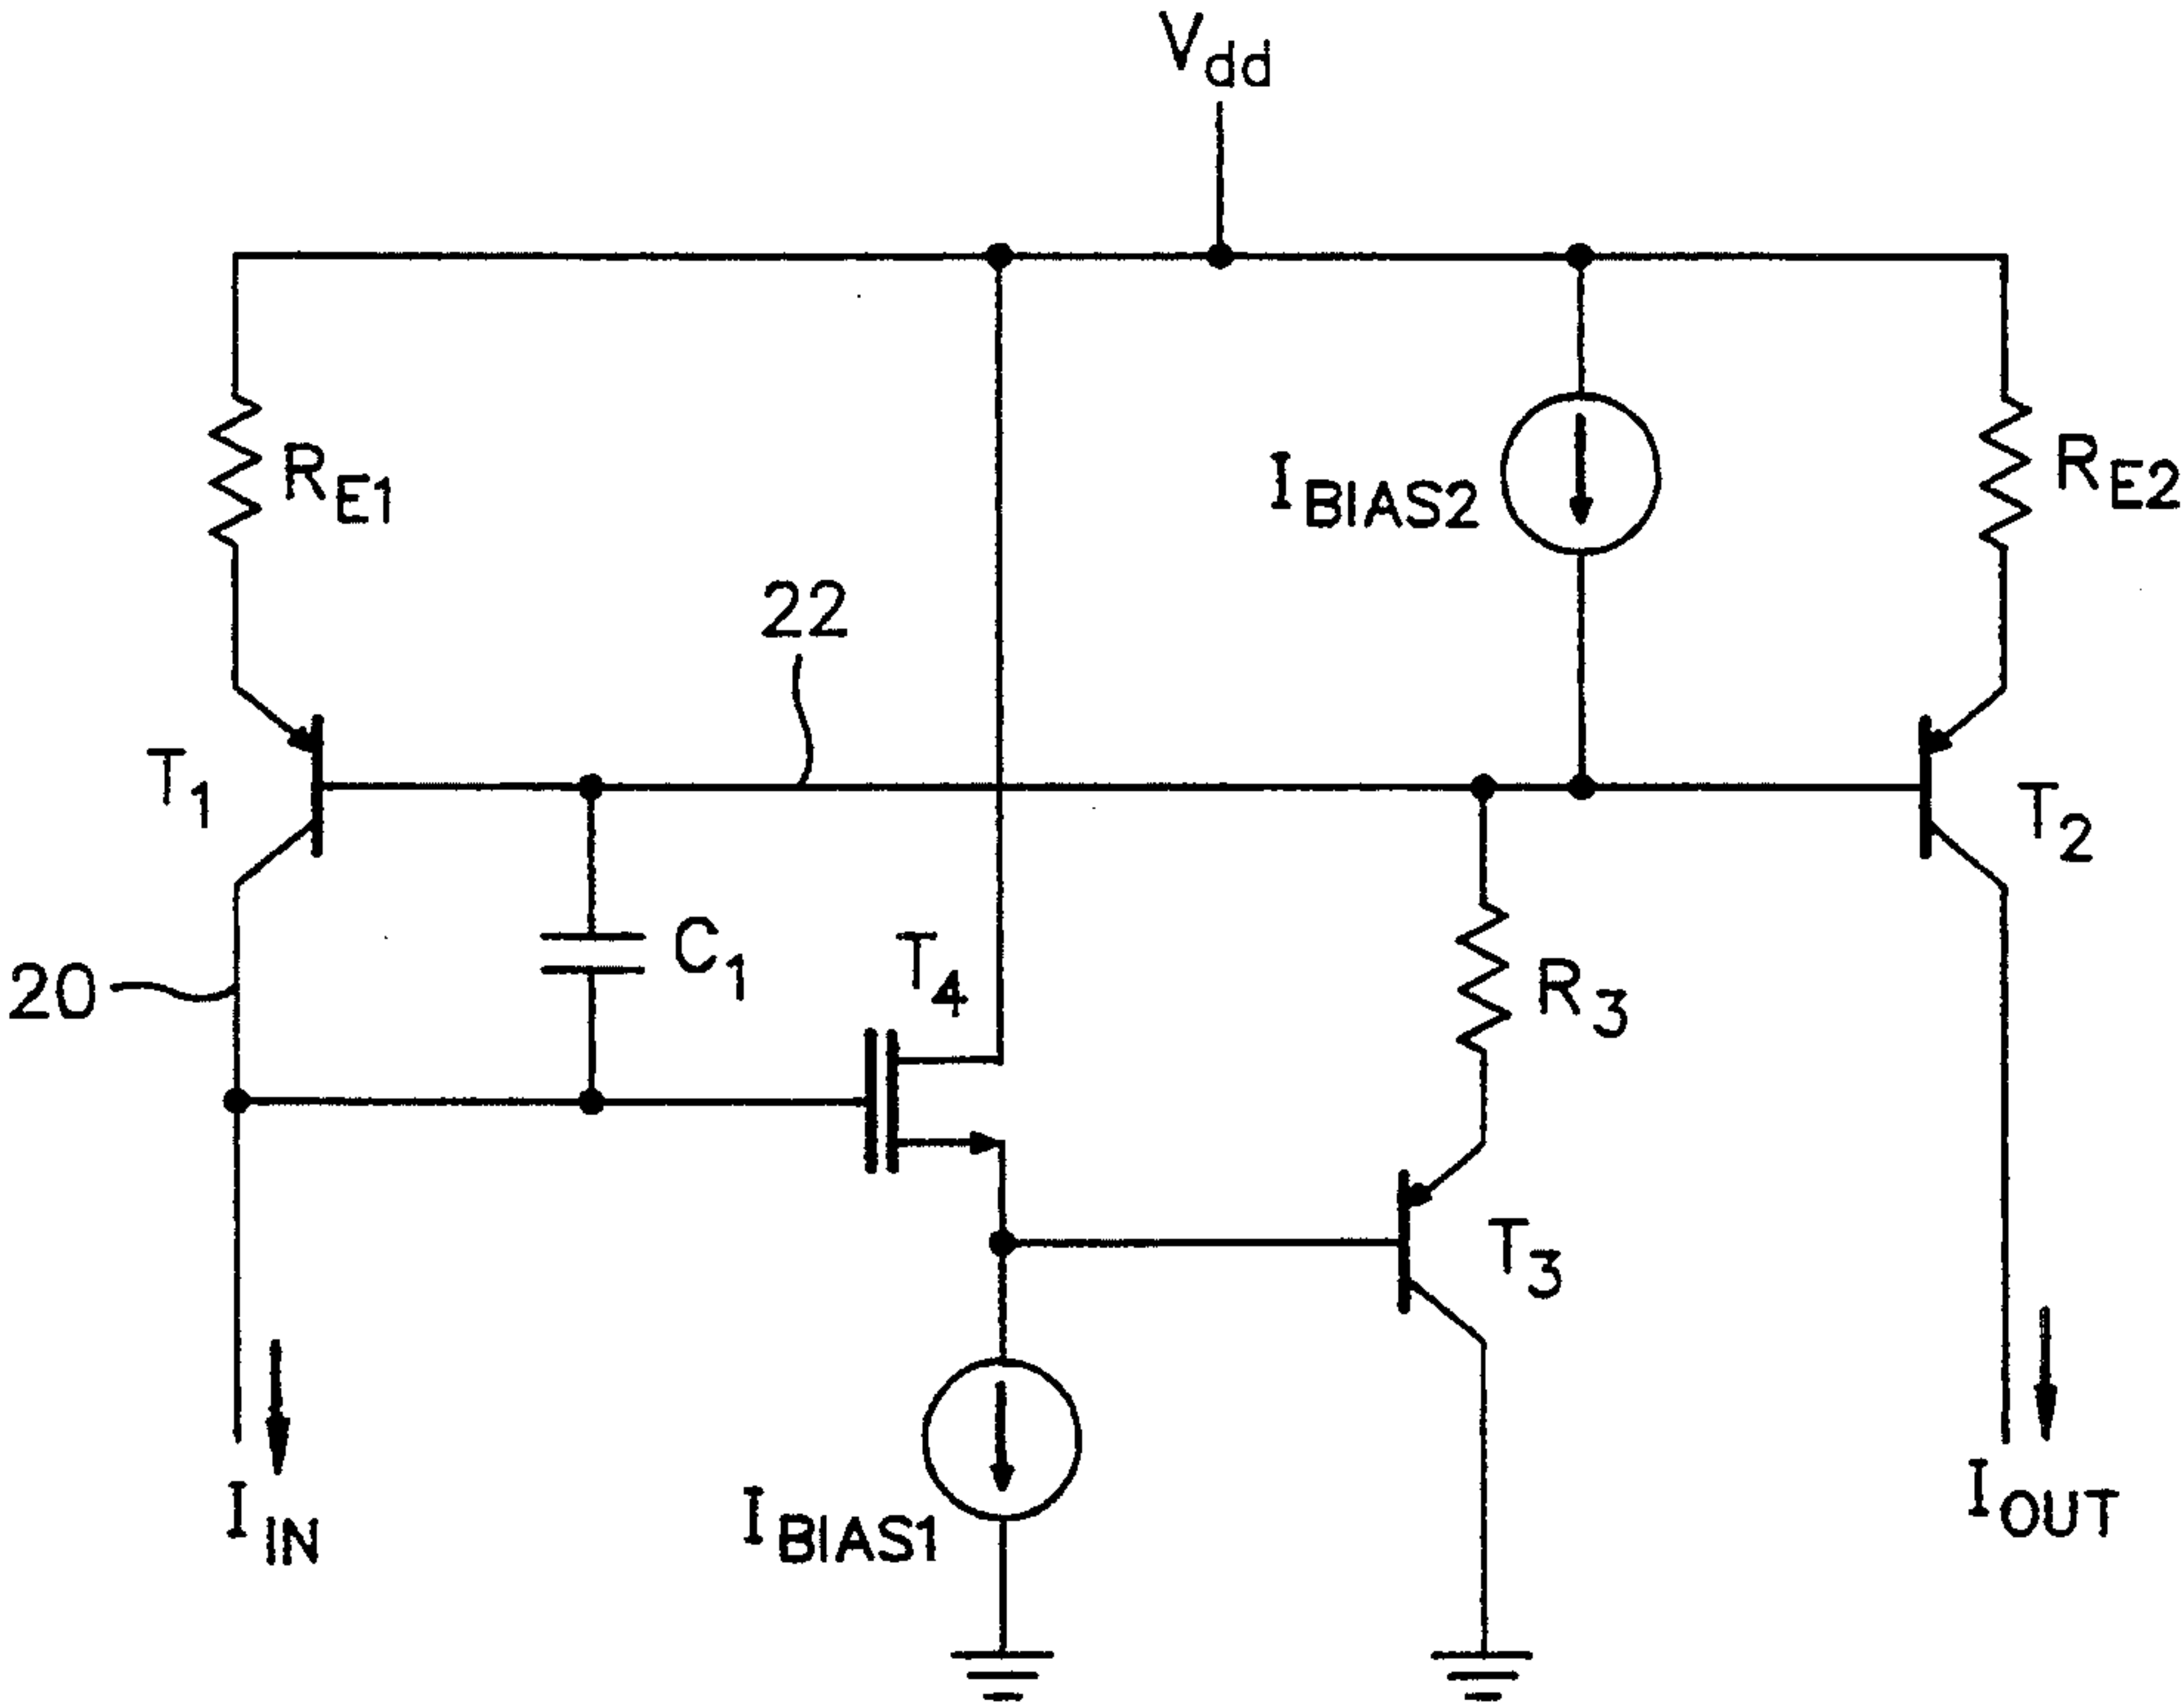 Vdd
RE1
IBIAS2
RE2
22
T1
T2
20
C1
T4
R3
T3
IIN
IBIAS1
IOUT